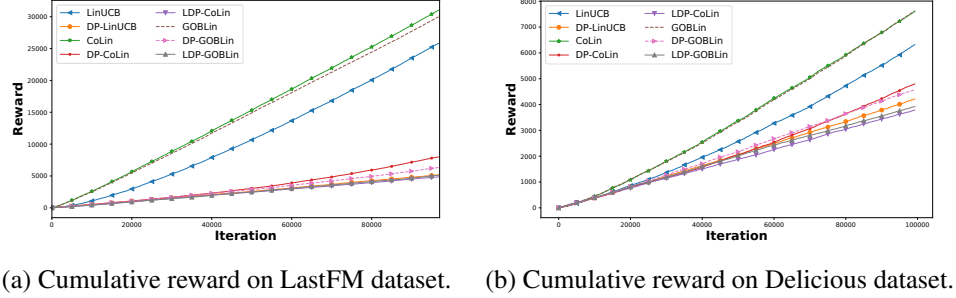 LinUCB
DP-LinUCB
CoLin
DP-CoLin
LDP-CoLin
GOBLin
DP-GOBLin
LDP-GOBLin
30000
25000
20000
15000
10000
5000
0
Reward
0 20000 40000 60000 80000
Iteration
LinUCB
DP-LinUCB
CoLin
DP-CoLin
LDP-CoLin
GOBLin
DP-GOBLin
LDP-GOBLin
8000
7000
6000
5000
4000
3000
2000
1000
0
Reward
0 20000 40000 60000 80000 100000
Iteration
(a) Cumulative reward on LastFM dataset.
(b) Cumulative reward on Delicious dataset.